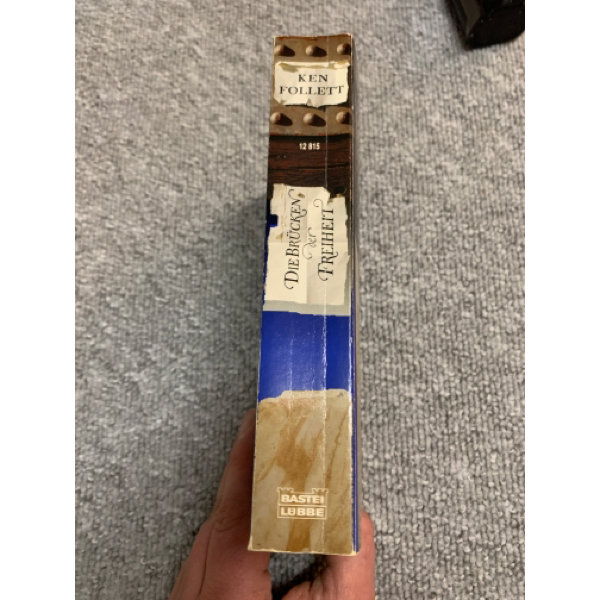 KEN
FOLLETT
12 815
DIE BRÜCKEN
der
FREIHEIT
BASTEI
LÜBBE